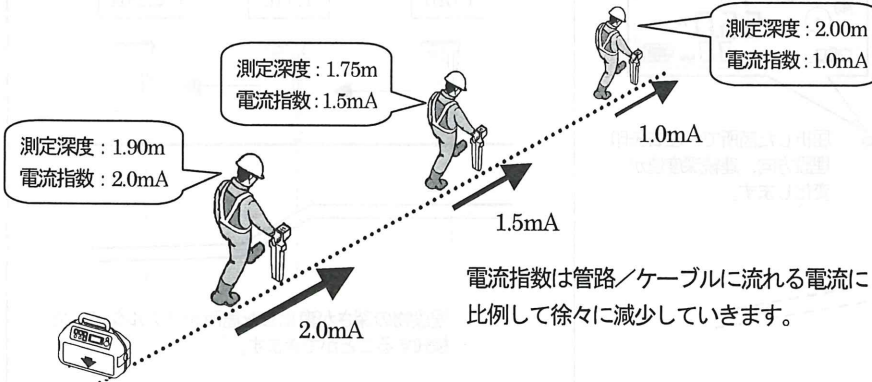 測定深度：2.00m
電流指数：1.0mA
測定深度：1.75m
電流指数：1.5mA
1.0mA
測定深度：1.90m
電流指数：2.0mA
1.5mA
電流指数は管路／ケーブルに流れる電流に
比例して徐々に減少していきます。
2.0mA